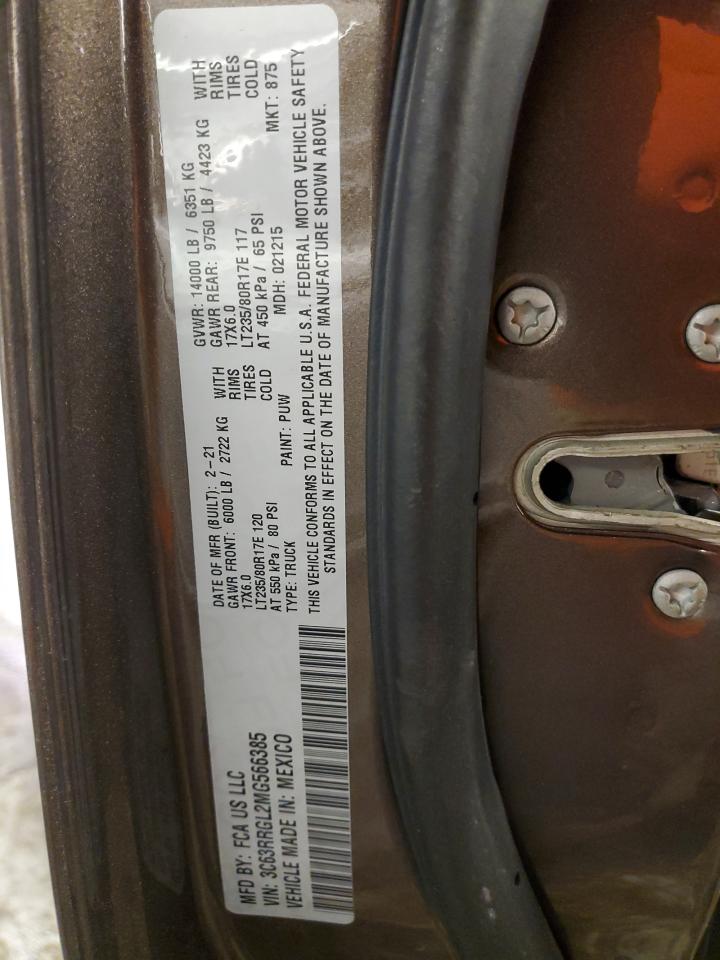 MFD BY: FCA US LLC
VIN: 3C63RRGL2MG566385
VEHICLE MADE IN: MEXICO
DATE OF MFR (BUILT): 2-21
GAWR FRONT: 6000 LB / 2722 KG WITH
17X6.0 RIMS
LT235/80R17E 120 TIRES
AT 550 kPa / 80 PSI COLD
TYPE: TRUCK PAINT: PUW
GVWR: 14000 LB / 6351 KG
GAWR REAR: 9750 LB / 4423 KG WITH
17X6.0 RIMS
LT235/80R17E 117 TIRES
AT 450 kPa / 65 PSI COLD
MDH: 021215 MKT: 875
THIS VEHICLE CONFORMS TO ALL APPLICABLE U.S.A. FEDERAL MOTOR VEHICLE SAFETY
STANDARDS IN EFFECT ON THE DATE OF MANUFACTURE SHOWN ABOVE.